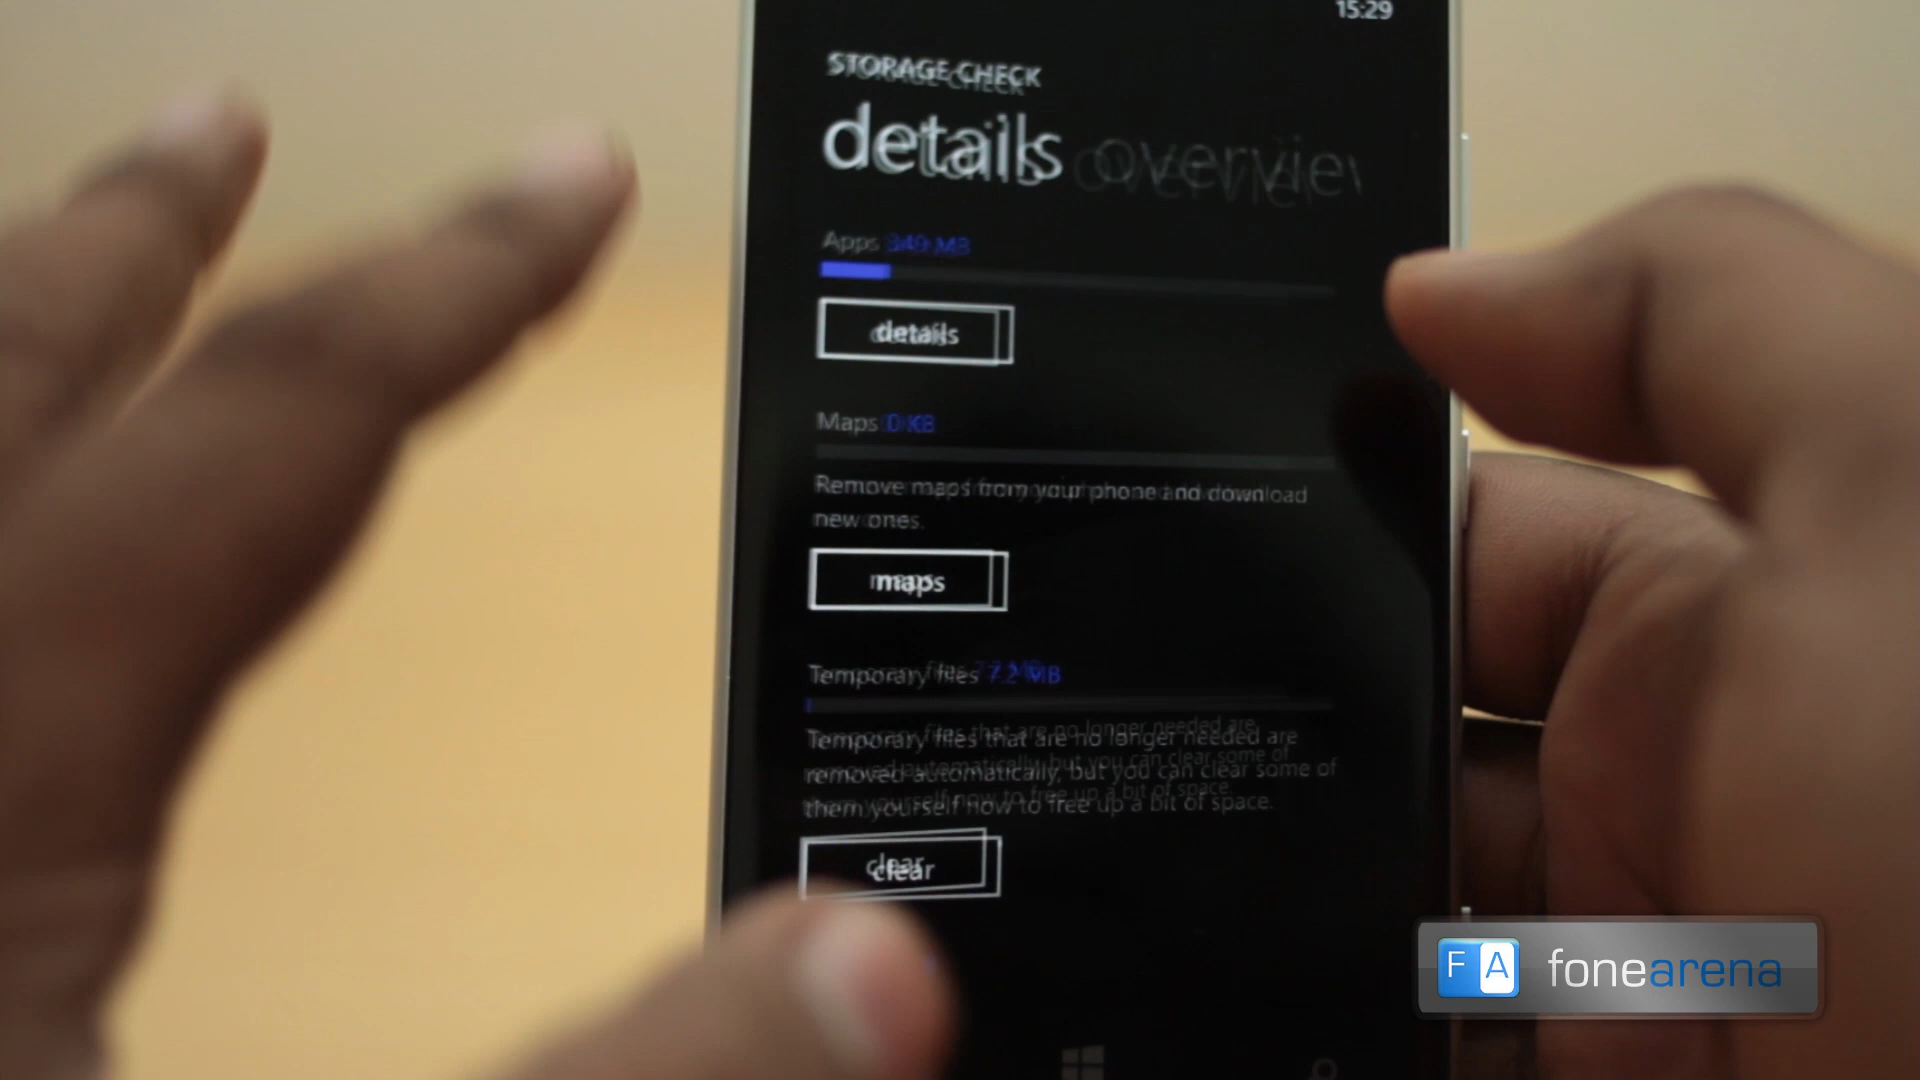 15:29
STORAGE CHECK
details overview
Apps 349 MB
details
Maps 0 KB
Remove maps from your phone and download
new ones.
maps
Temporary files 7.2 MB
Temporary files that are no longer needed are
removed automatically, but you can clear some of
them yourself now to free up a bit of space.
clear
FA fonearena